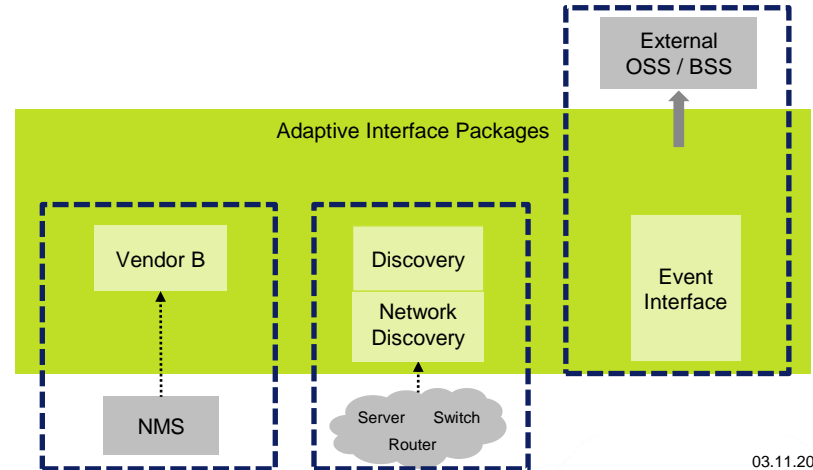 External
OSS / BSS
Adaptive Interface Packages
Vendor B
Discovery
Network
Discovery
Event
Interface
NMS
Server
Switch
Router
03.11.20